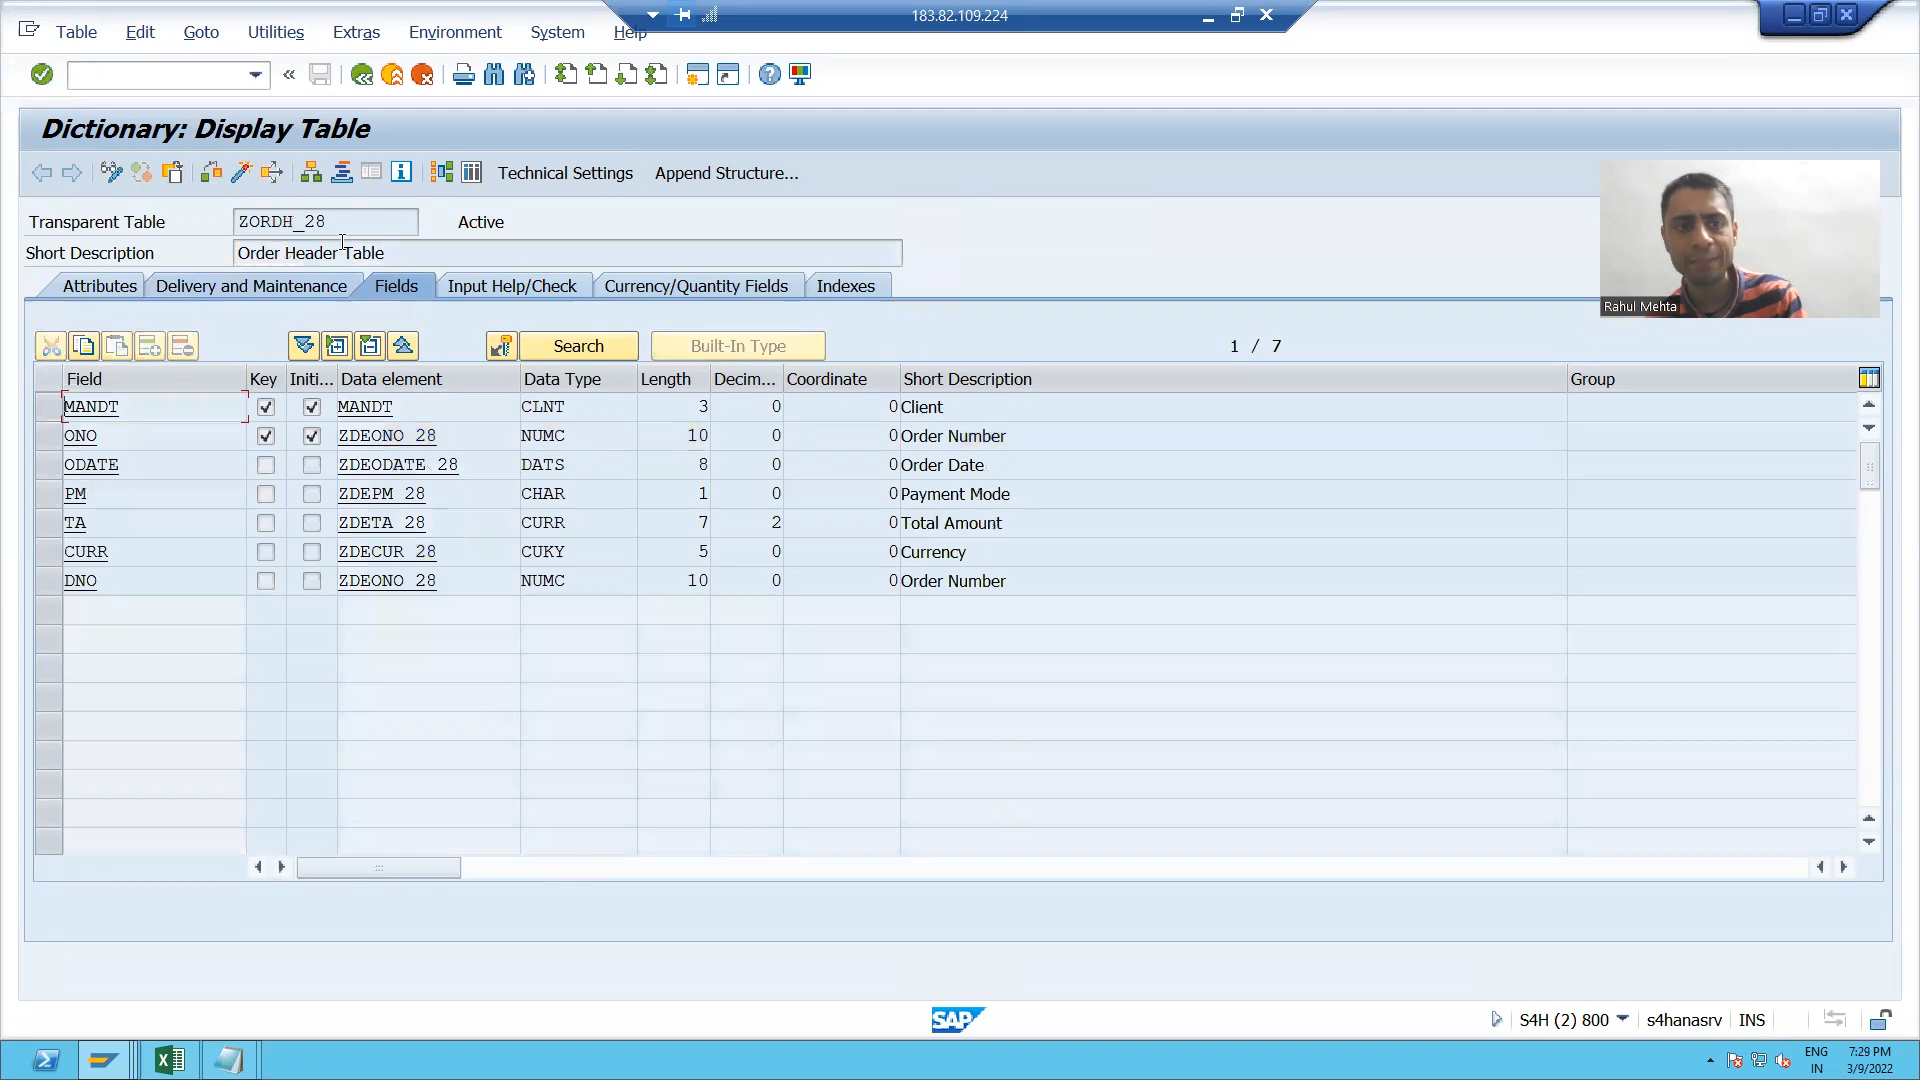 183.82.109.224
Table Edit Goto Utilities Extras Environment System Help
Dictionary: Display Table
Technical Settings Append Structure...
Transparent Table ZORDH_28 Active
Short Description Order Header Table
Rahul Mehta
Attributes Delivery and Maintenance Fields Input Help/Check Currency/Quantity Fields Indexes
Search Built-In Type 1 / 7
Field Key Initi... Data element Data Type Length Decim... Coordinate Short Description Group
MANDT MANDT CLNT 3 0 0 Client
ONO ZDEONO_28 NUMC 10 0 0 Order Number
ODATE ZDEODATE_28 DATS 8 0 0 Order Date
PM ZDEPM_28 CHAR 1 0 0 Payment Mode
TA ZDETA_28 CURR 7 2 0 Total Amount
CURR ZDECUR_28 CUKY 5 0 0 Currency
DNO ZDEONO_28 NUMC 10 0 0 Order Number
SAP S4H (2) 800 s4hanasrv INS
ENG 7:29 PM
IN 3/9/2022